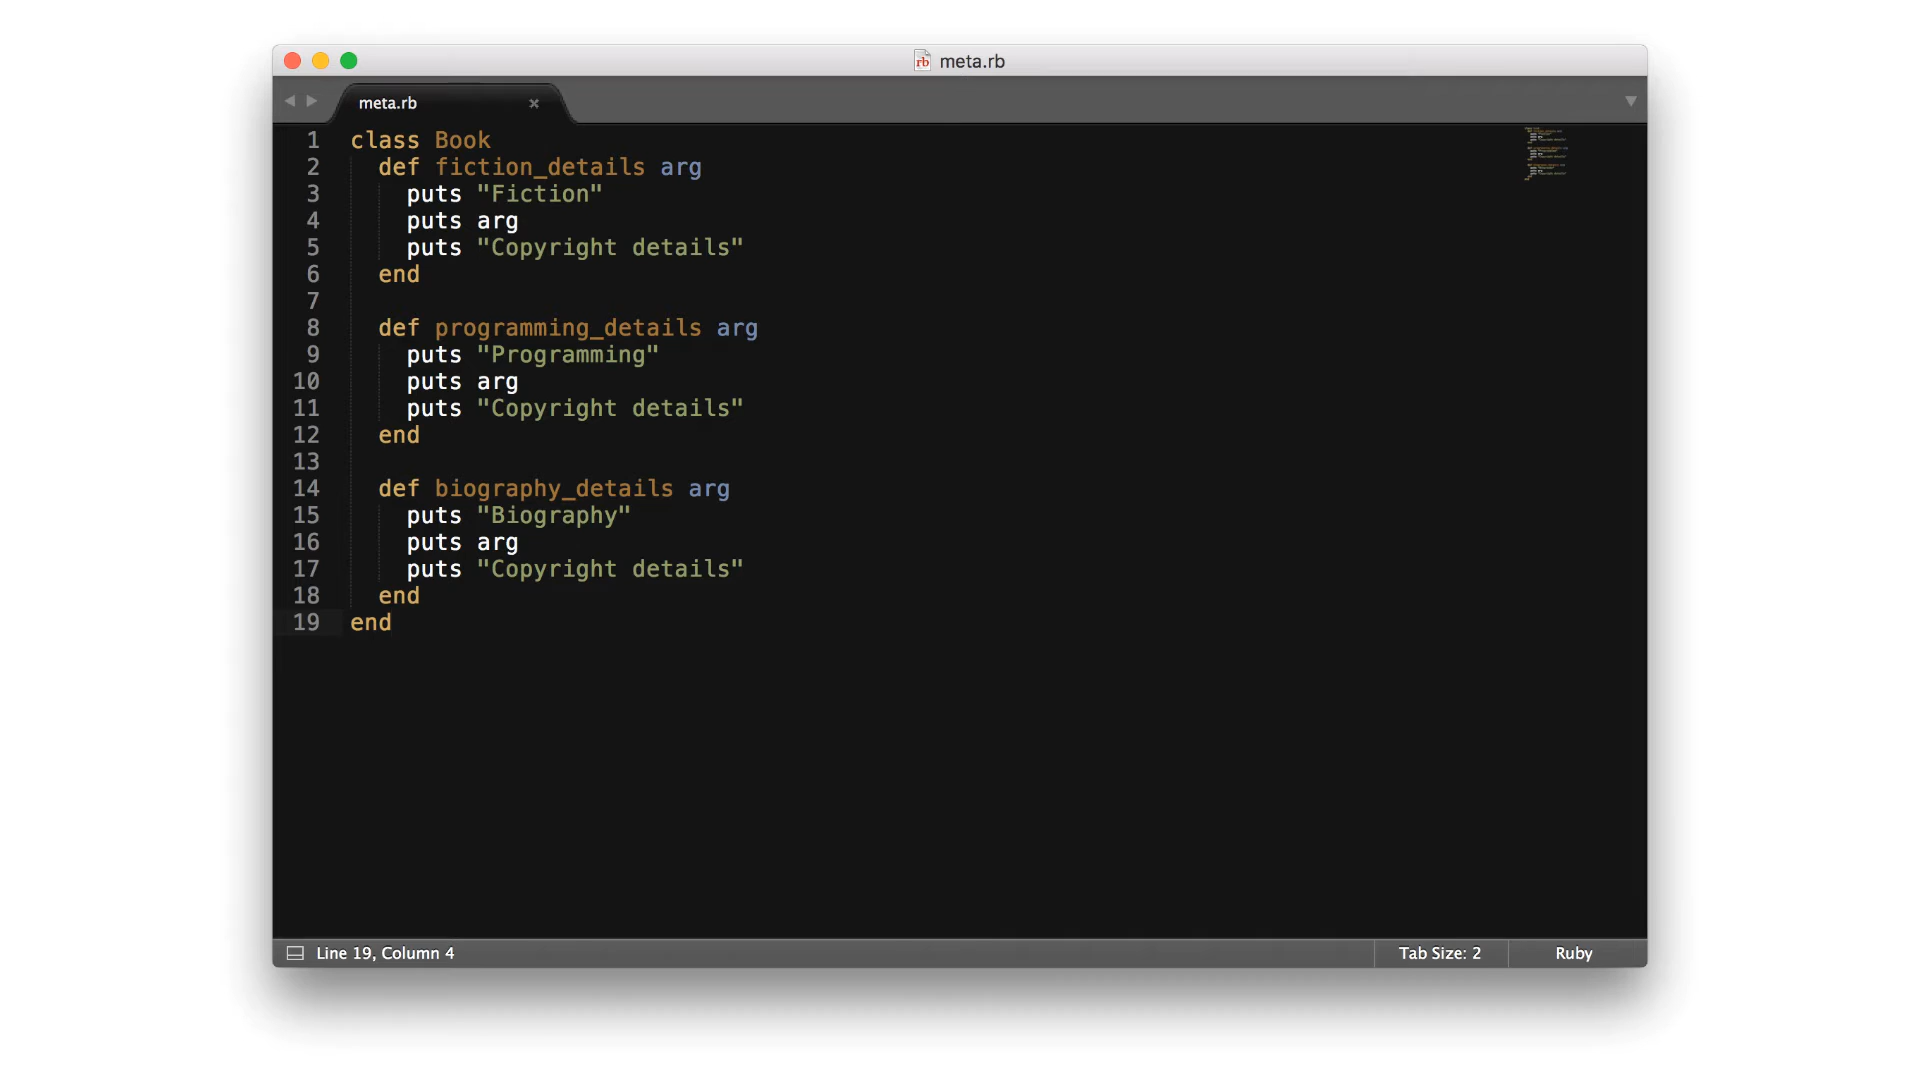 rb meta.rb
meta.rb ×
1 class Book
2   def fiction_details arg
3     puts "Fiction"
4     puts arg
5     puts "Copyright details"
6   end
7
8   def programming_details arg
9     puts "Programming"
10     puts arg
11     puts "Copyright details"
12   end
13
14   def biography_details arg
15     puts "Biography"
16     puts arg
17     puts "Copyright details"
18   end
19 end
Line 19, Column 4 Tab Size: 2 Ruby